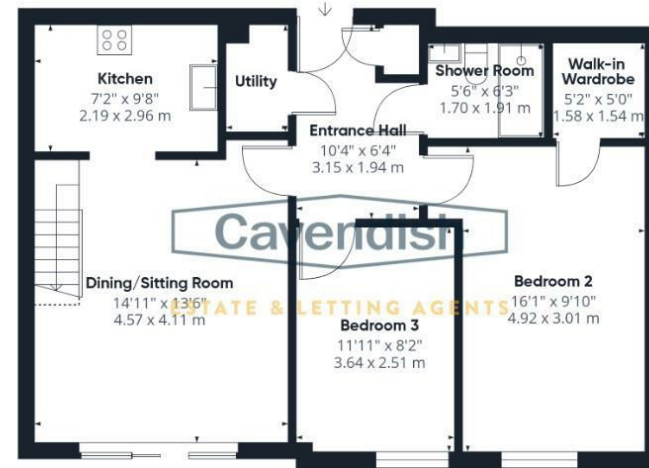 Kitchen
7'2" x 9'8"
2.19 x 2.96 m
Utility
Entrance Hall
10'4" x 6'4"
3.15 x 1.94 m
Shower Room
5'6" x 6'3"
1.70 x 1.91 m
Walk-in
Wardrobe
5'2" x 5'0"
1.58 x 1.54 m
Cavendish
ESTATE & LETTING AGENTS
Dining/Sitting Room
14'11" x 13'6"
4.57 x 4.11 m
Bedroom 3
11'11" x 8'2"
3.64 x 2.51 m
Bedroom 2
16'1" x 9'10"
4.92 x 3.01 m